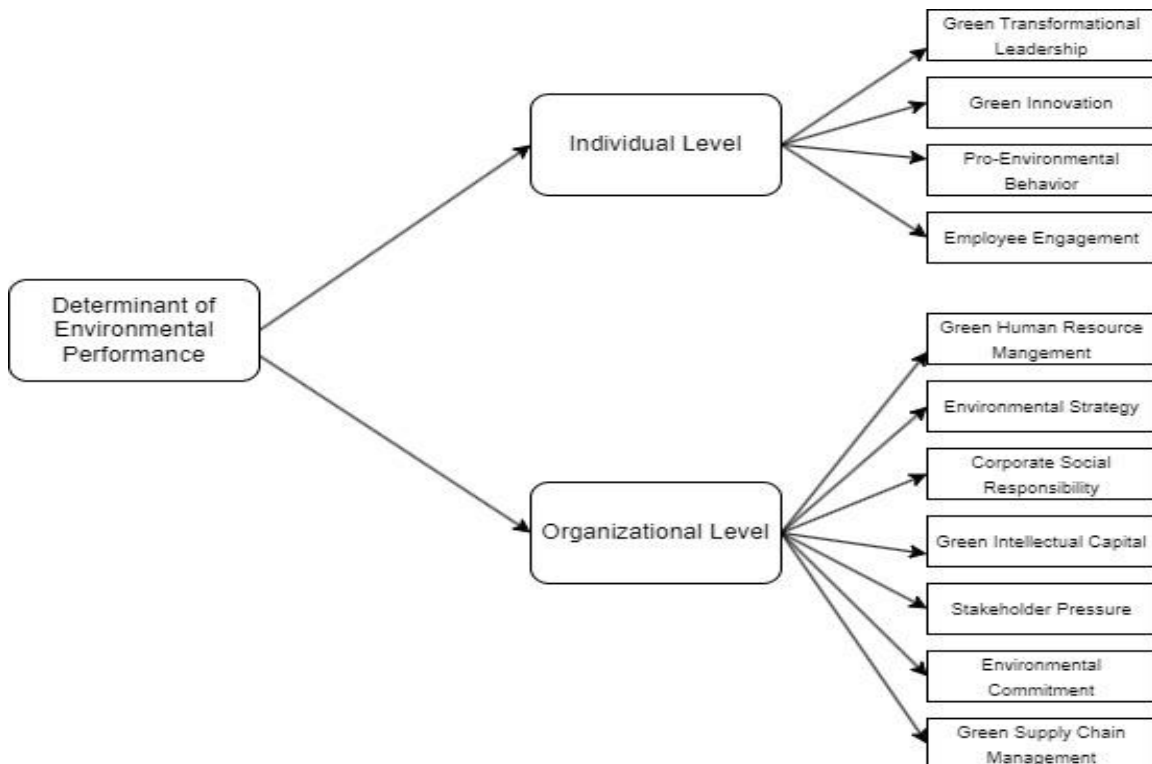 Green Transformational
Leadership
Green Innovation
Individual Level
Pro-Environmental
Behavior
Employee Engagement
Determinant of
Environmental
Performance
Green Human Resource
Mangement
Environmental Strategy
Corporate Social
Responsibility
Organizational Level
Green Intellectual Capital
Stakeholder Pressure
Environmental
Commitment
Green Supply Chain
Management